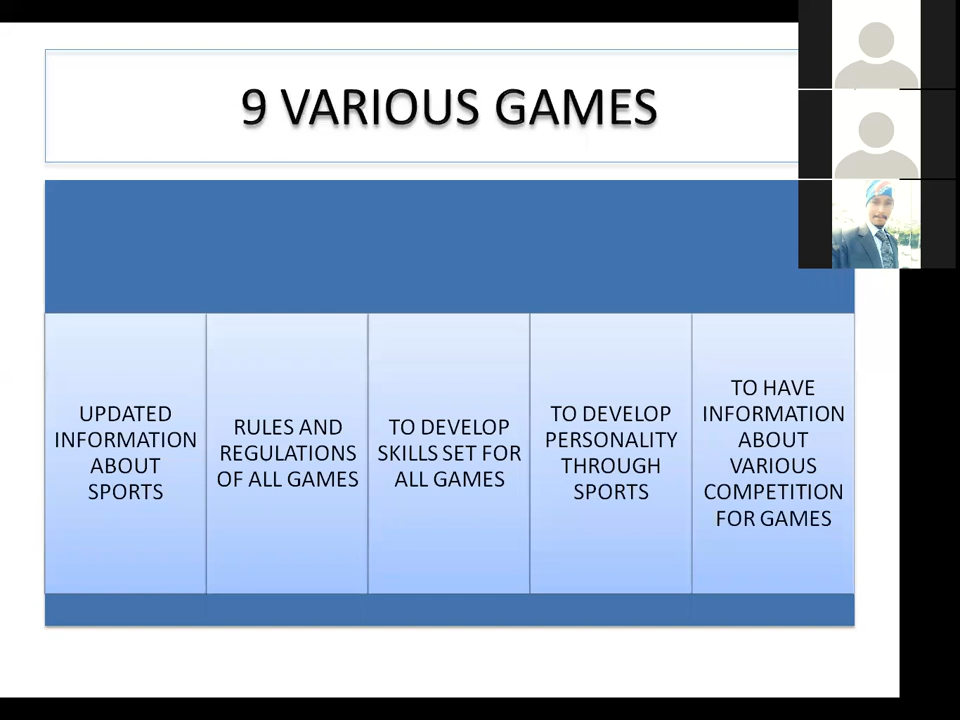 9 VARIOUS GAMES
UPDATED
INFORMATION
ABOUT
SPORTS
RULES AND
REGULATIONS
OF ALL GAMES
TO DEVELOP
SKILLS SET FOR
ALL GAMES
TO DEVELOP
PERSONALITY
THROUGH
SPORTS
TO HAVE
INFORMATION
ABOUT
VARIOUS
COMPETITION
FOR GAMES